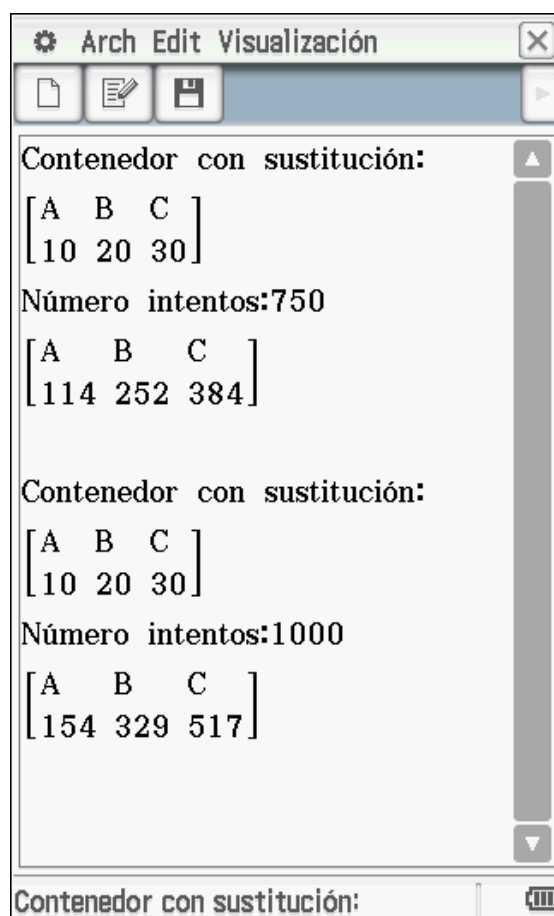 Arch Edit Visualización
Contenedor con sustitución:
A B C
10 20 30
Número intentos:750
A B C
114 252 384
Contenedor con sustitución:
A B C
10 20 30
Número intentos:1000
A B C
154 329 517
Contenedor con sustitución: